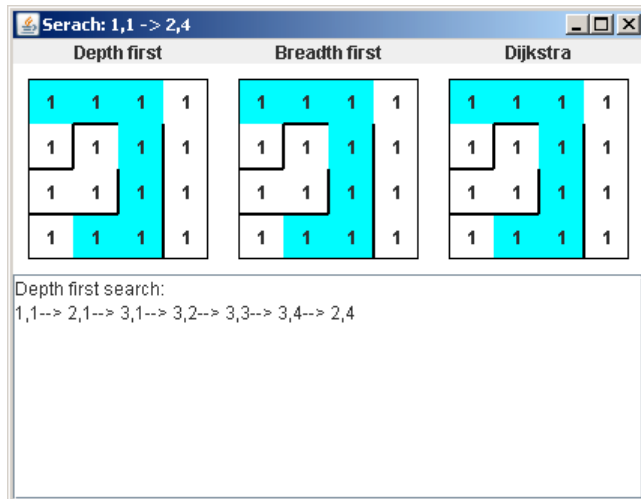 Serach: 1,1 -> 2,4
Depth first Breadth first Dijkstra
1 1 1 1 1 1 1 1 1 1 1 1
1 1 1 1 1 1 1 1 1 1 1 1
1 1 1 1 1 1 1 1 1 1 1 1
1 1 1 1 1 1 1 1 1 1 1 1
Depth first search:
1,1--> 2,1--> 3,1--> 3,2--> 3,3--> 3,4--> 2,4